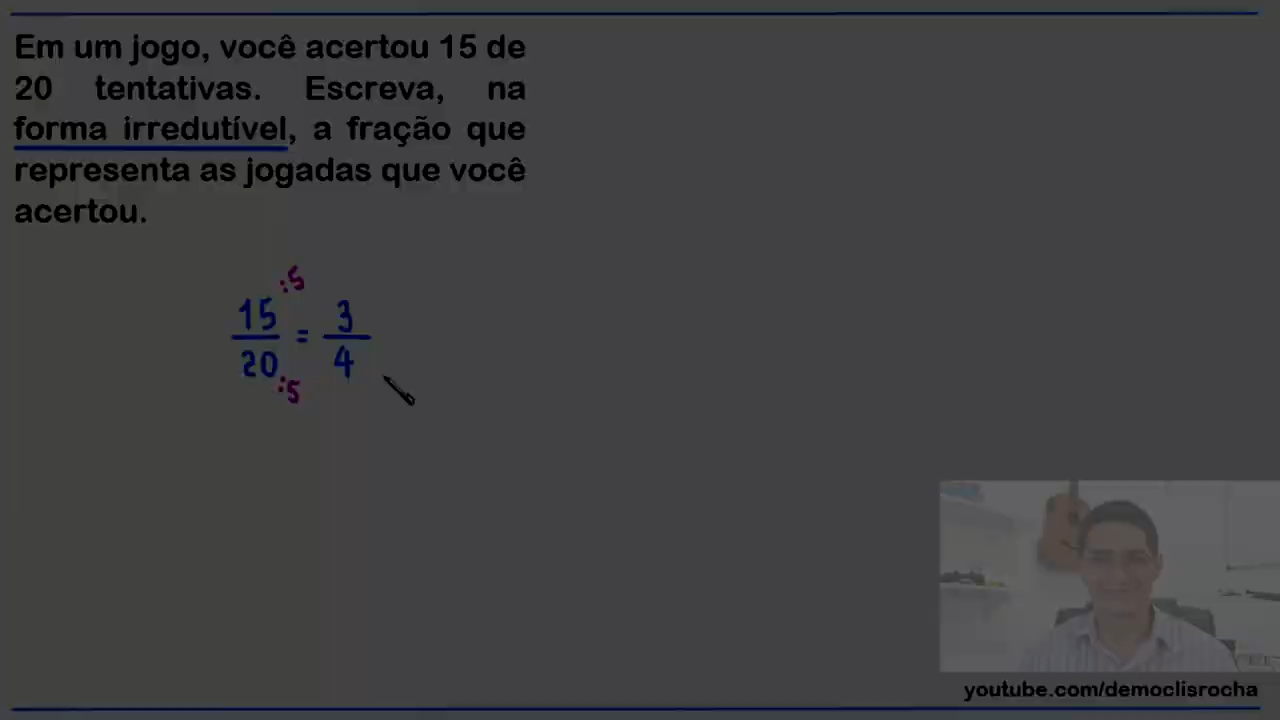 Em um jogo, você acertou 15 de
20 tentativas. Escreva, na
forma irredutível, a fração que
representa as jogadas que você
acertou.
:5
15 = 3
20 4
:5
youtube.com/democlisrocha